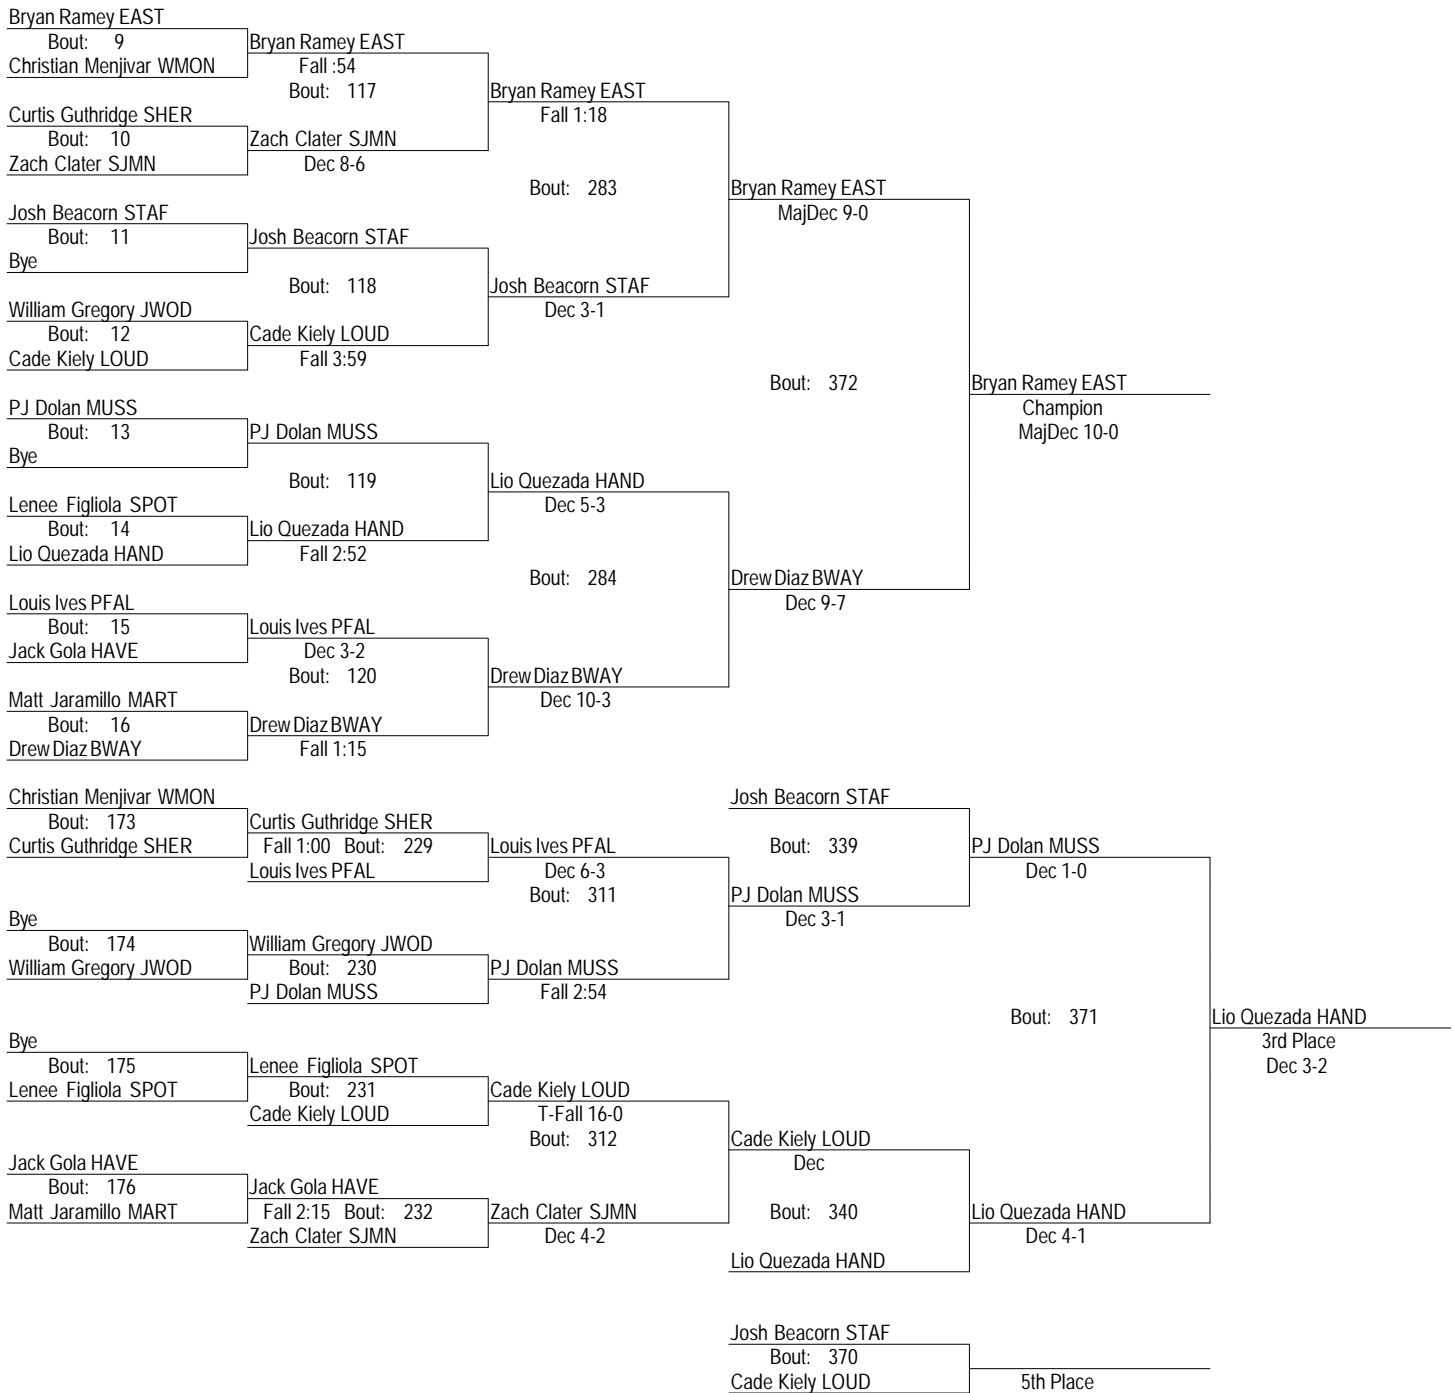 Bryan Ramey EAST
Bout: 9
Bryan Ramey EAST
Christian Menjivar WMON
Fall :54
Bout: 117
Bryan Ramey EAST
Curtis Guthridge SHER
Fall 1:18
Bout: 10
Zach Clater SJMN
Zach Clater SJMN
Dec 8-6
Bout: 283
Bryan Ramey EAST
Josh Beacorn STAF
MajDec 9-0
Bout: 11
Josh Beacorn STAF
Bye
Bout: 118
Josh Beacorn STAF
William Gregory JWOD
Dec 3-1
Bout: 12
Cade Kiely LOUD
Cade Kiely LOUD
Fall 3:59
Bout: 372
Bryan Ramey EAST
PJ Dolan MUSS
Champion
Bout: 13
PJ Dolan MUSS
MajDec 10-0
Bye
Bout: 119
Lio Quezada HAND
Lenee Figliola SPOT
Dec 5-3
Bout: 14
Lio Quezada HAND
Lio Quezada HAND
Fall 2:52
Bout: 284
Drew Diaz BWAY
Louis Ives PFAL
Dec 9-7
Bout: 15
Louis Ives PFAL
Jack Gola HAVE
Dec 3-2
Bout: 120
Drew Diaz BWAY
Matt Jaramillo MART
Dec 10-3
Bout: 16
Drew Diaz BWAY
Drew Diaz BWAY
Fall 1:15
Christian Menjivar WMON
Josh Beacorn STAF
Bout: 173
Curtis Guthridge SHER
Curtis Guthridge SHER
Fall 1:00 Bout: 229
Louis Ives PFAL
Bout: 339
PJ Dolan MUSS
Louis Ives PFAL
Dec 6-3
Dec 1-0
Bout: 311
PJ Dolan MUSS
Bye
Dec 3-1
Bout: 174
William Gregory JWOD
William Gregory JWOD
Bout: 230
PJ Dolan MUSS
PJ Dolan MUSS
Fall 2:54
Bout: 371
Lio Quezada HAND
Bye
3rd Place
Bout: 175
Lenee Figliola SPOT
Dec 3-2
Lenee Figliola SPOT
Bout: 231
Cade Kiely LOUD
Cade Kiely LOUD
T-Fall 16-0
Bout: 312
Cade Kiely LOUD
Jack Gola HAVE
Dec
Bout: 176
Jack Gola HAVE
Matt Jaramillo MART
Fall 2:15 Bout: 232
Zach Clater SJMN
Bout: 340
Lio Quezada HAND
Zach Clater SJMN
Dec 4-2
Dec 4-1
Lio Quezada HAND
Josh Beacorn STAF
Bout: 370
Cade Kiely LOUD
5th Place